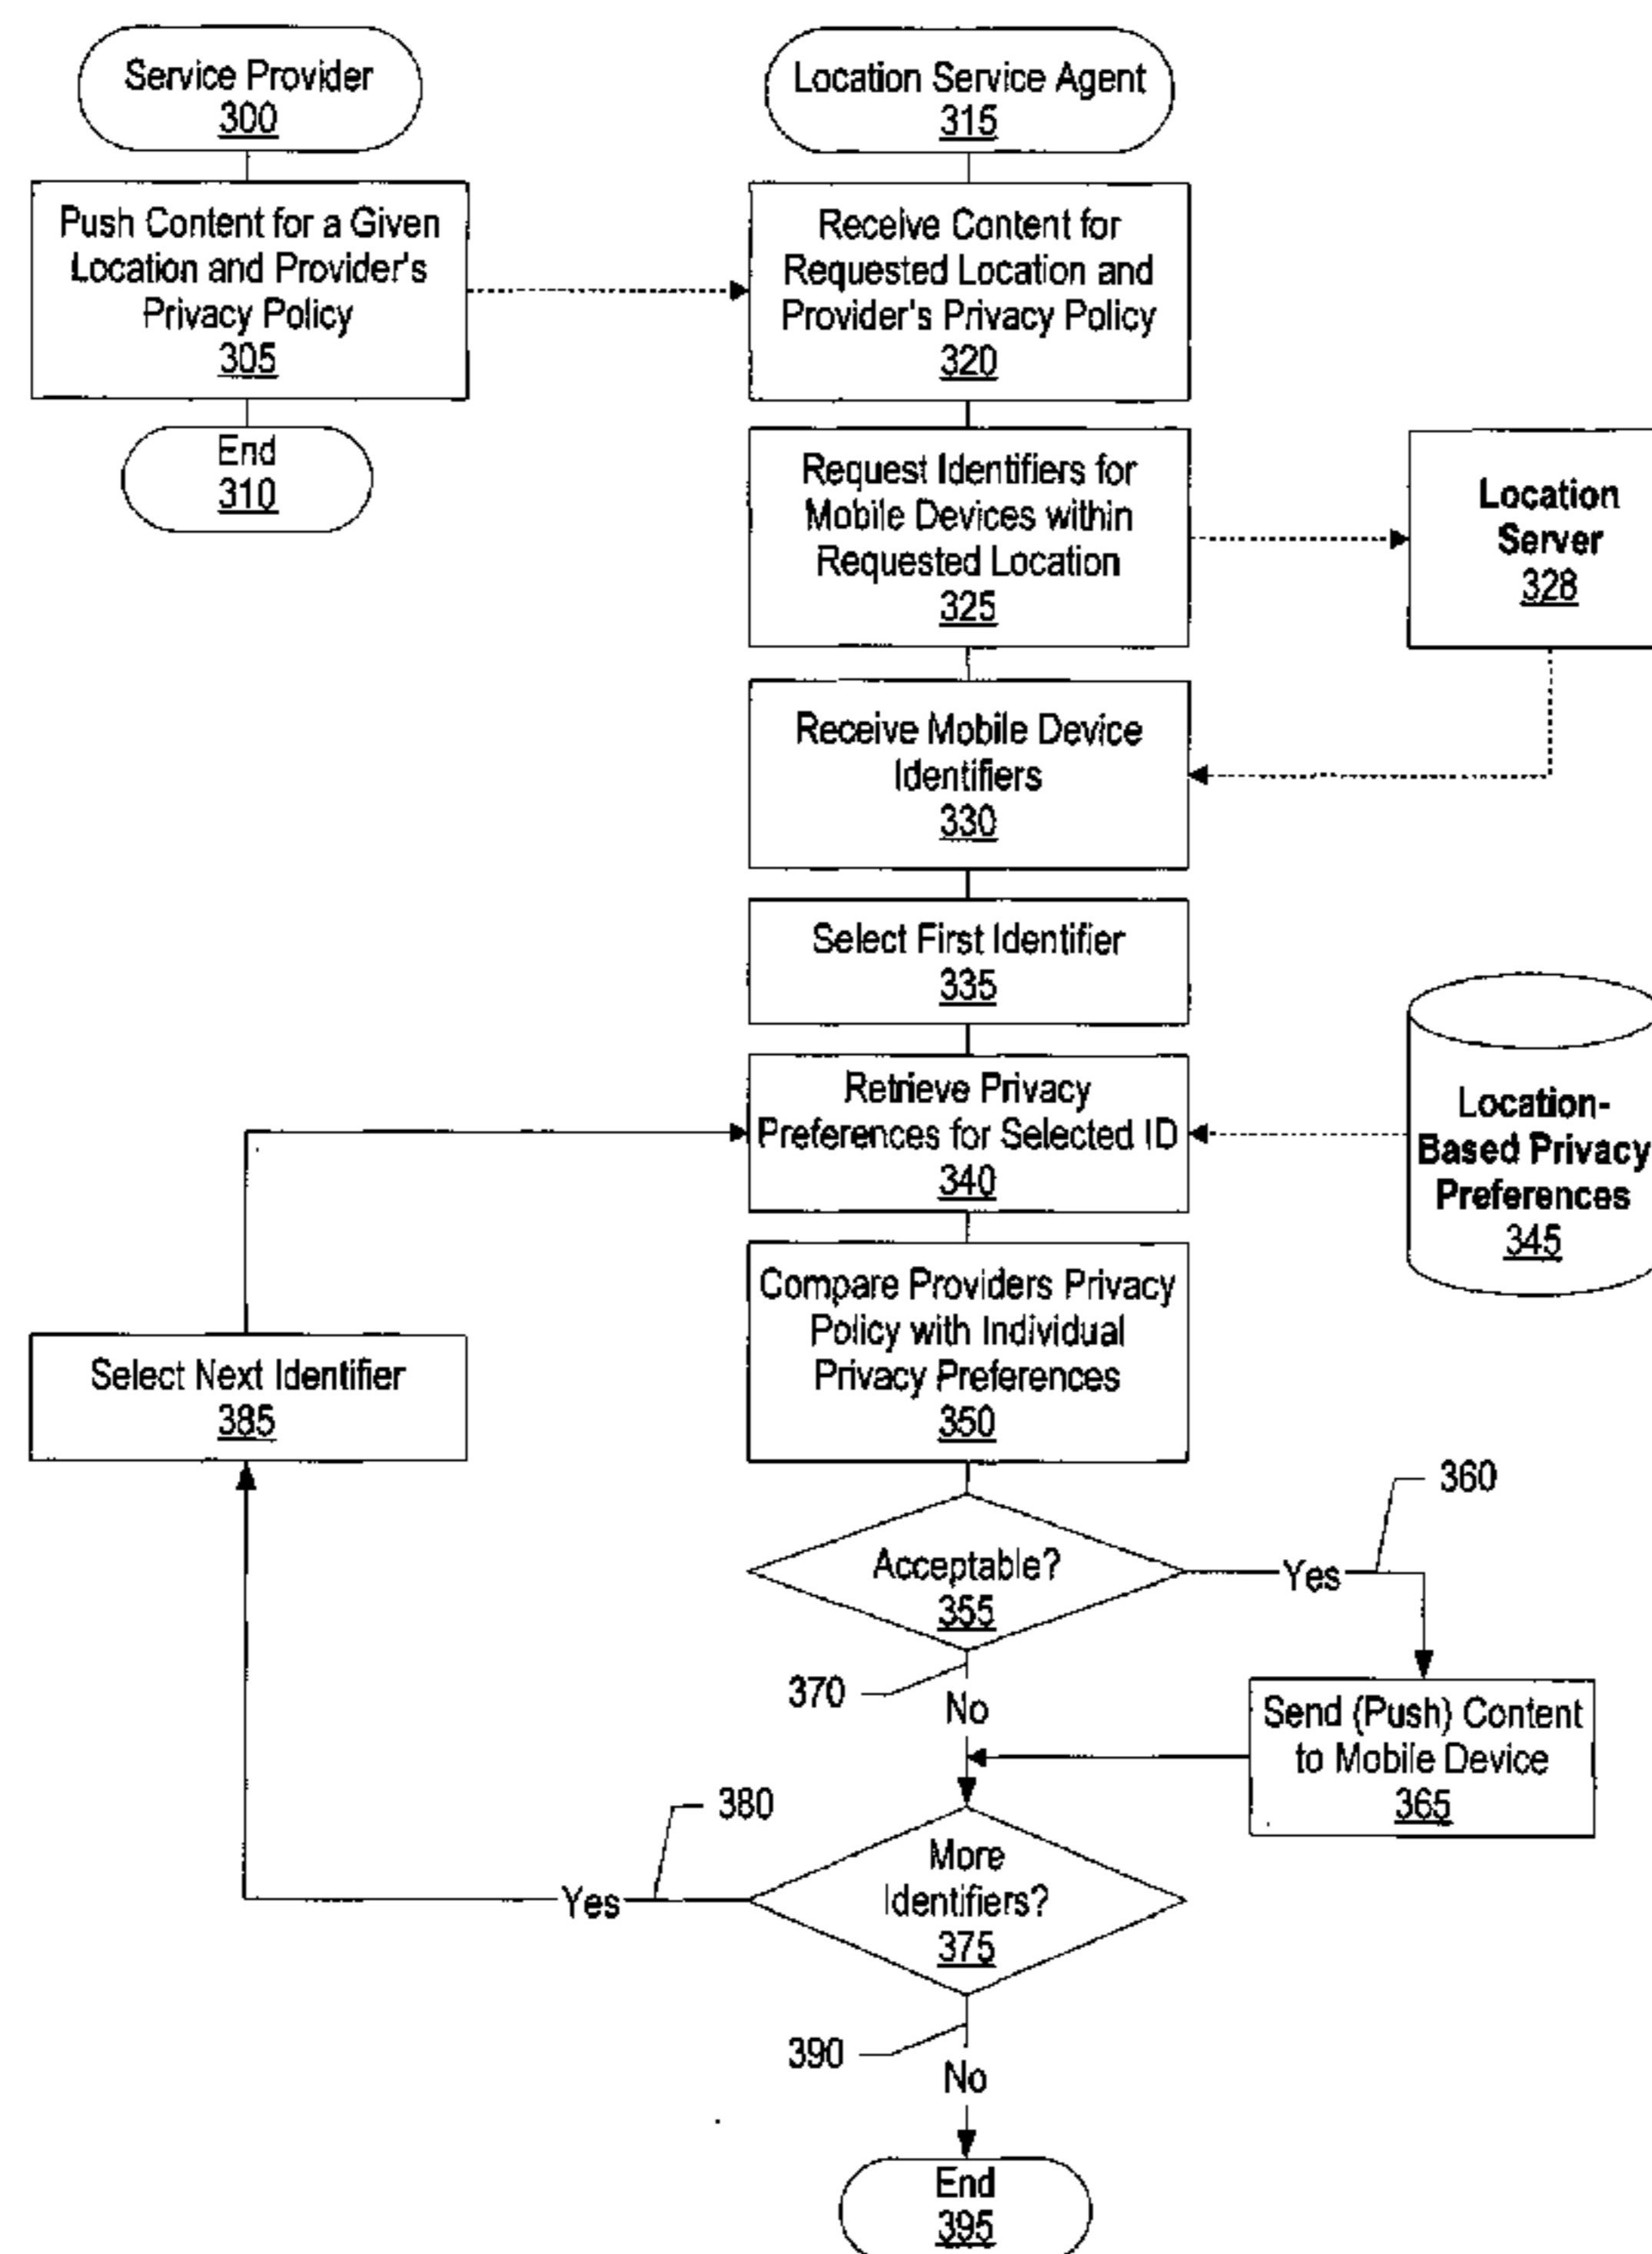 Service Provider
300
Location Service Agent
315
Push Content for a Given
Location and Provider's
Privacy Policy
305
Receive Content for
Requested Location and
Provider's Privacy Policy
320
End
310
Request Identifiers for
Mobile Devices within
Requested Location
325
Location
Server
328
Receive Mobile Device
Identifiers
330
Select First Identifier
335
Retrieve Privacy
Preferences for Selected ID
340
Location-
Based Privacy
Preferences
345
Compare Providers Privacy
Policy with Individual
Privacy Preferences
350
Select Next Identifier
385
360
Acceptable?
355
Yes
370
No
Send (Push) Content
to Mobile Device
365
380
More
Identifiers?
375
Yes
390
No
End
395